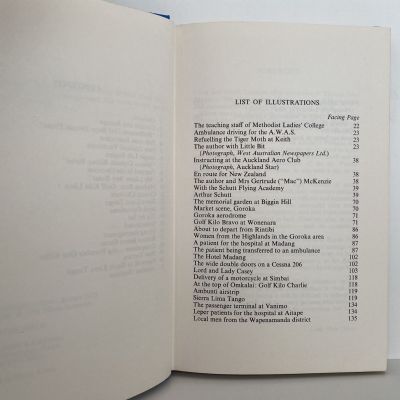 LIST OF ILLUSTRATIONS
Facing Page
The teaching staff of Methodist Ladies' College 22
Ambulance driving for the A.W.A.S. 23
Refuelling the Tiger Moth at Keith 23
The author with Little Bit 23
(Photograph, West Australian Newspapers Ltd.)
Instructing at the Auckland Aero Club 38
(Photograph, Auckland Star)
En route for New Zealand 38
The author and Mrs Gertrude ("Mac") McKenzie 38
With the Schutt Flying Academy 39
Arthur Schutt 39
The memorial garden at Biggin Hill 70
Market scene, Goroka 70
Goroka aerodrome 71
Golf Kilo Bravo at Wonenara 71
About to depart from Rintibi 86
Women from the Highlands in the Goroka area 86
A patient for the hospital at Madang 87
The patient being transferred to an ambulance 87
The Hotel Madang 102
The wide double doors on a Cessna 206 102
Lord and Lady Casey 103
Delivery of a motorcycle at Simbai 118
At the top of Omkalai: Golf Kilo Charlie 118
Ambunti airstrip 119
Sierra Lima Tango 119
The passenger terminal at Vanimo 134
Leper patients for the hospital at Aitape 134
Local men from the Wapenamanda district 135